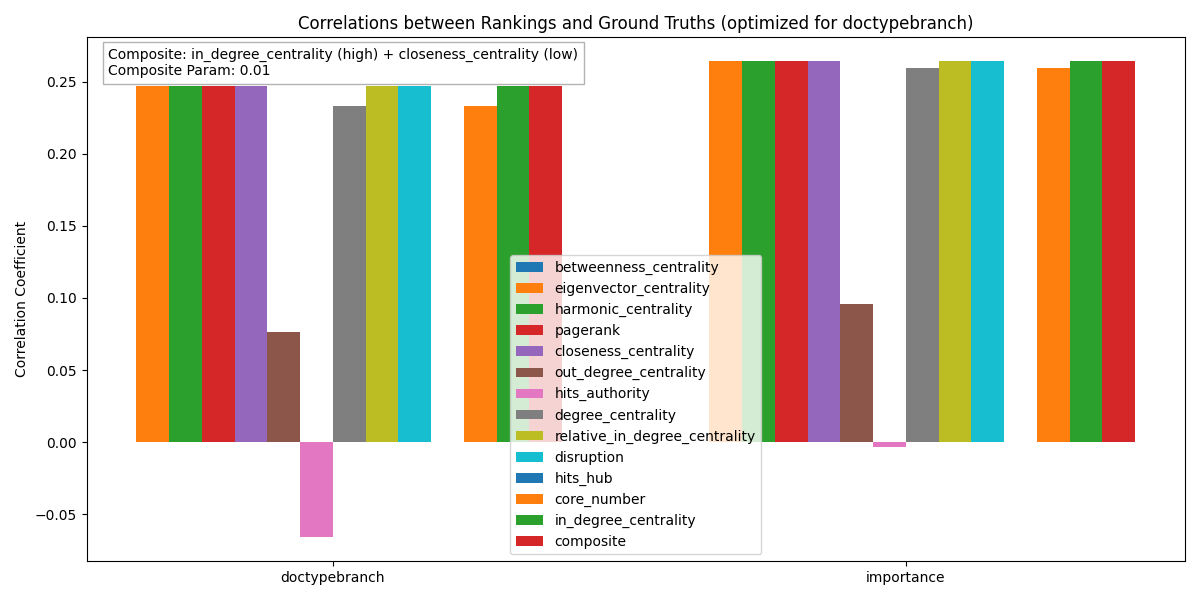 Correlations between Rankings and Ground Truths (optimized for doctypebranch)
Composite: in_degree_centrality (high) + closeness_centrality (low)
Composite Param: 0.01
Correlation Coefficient
0.25
0.20
0.15
0.10
0.05
0.00
−0.05
betweenness_centrality
eigenvector_centrality
harmonic_centrality
pagerank
closeness_centrality
out_degree_centrality
hits_authority
degree_centrality
relative_in_degree_centrality
disruption
hits_hub
core_number
in_degree_centrality
composite
doctypebranch
importance